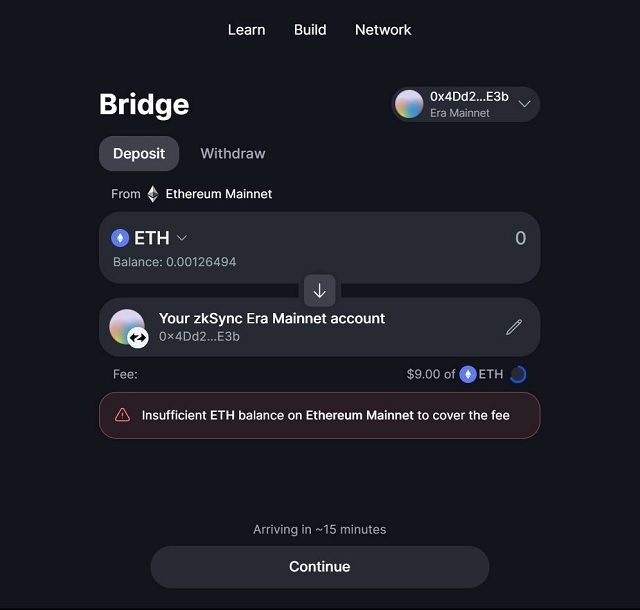 Learn Build Network
Bridge
0x4Dd2...E3b
Era Mainnet
Deposit Withdraw
From Ethereum Mainnet
ETH 0
Balance: 0.00126494
Your zkSync Era Mainnet account
0×4Dd2...E3b
Fee: $9.00 of ETH
Insufficient ETH balance on Ethereum Mainnet to cover the fee
Arriving in ~15 minutes
Continue